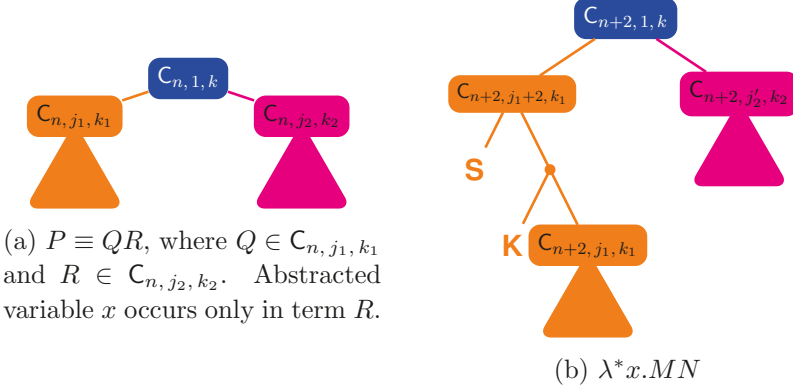 C_{n, 1, k}
C_{n, j_1, k_1}
C_{n, j_2, k_2}
(a) P ≡ QR, where Q ∈ C_{n, j_1, k_1}
and R ∈ C_{n, j_2, k_2}. Abstracted
variable x occurs only in term R.
C_{n+2, 1, k}
C_{n+2, j_1+2, k_1}
C_{n+2, j_2', k_2}
S
K
C_{n+2, j_1, k_1}
(b) λ*x.MN